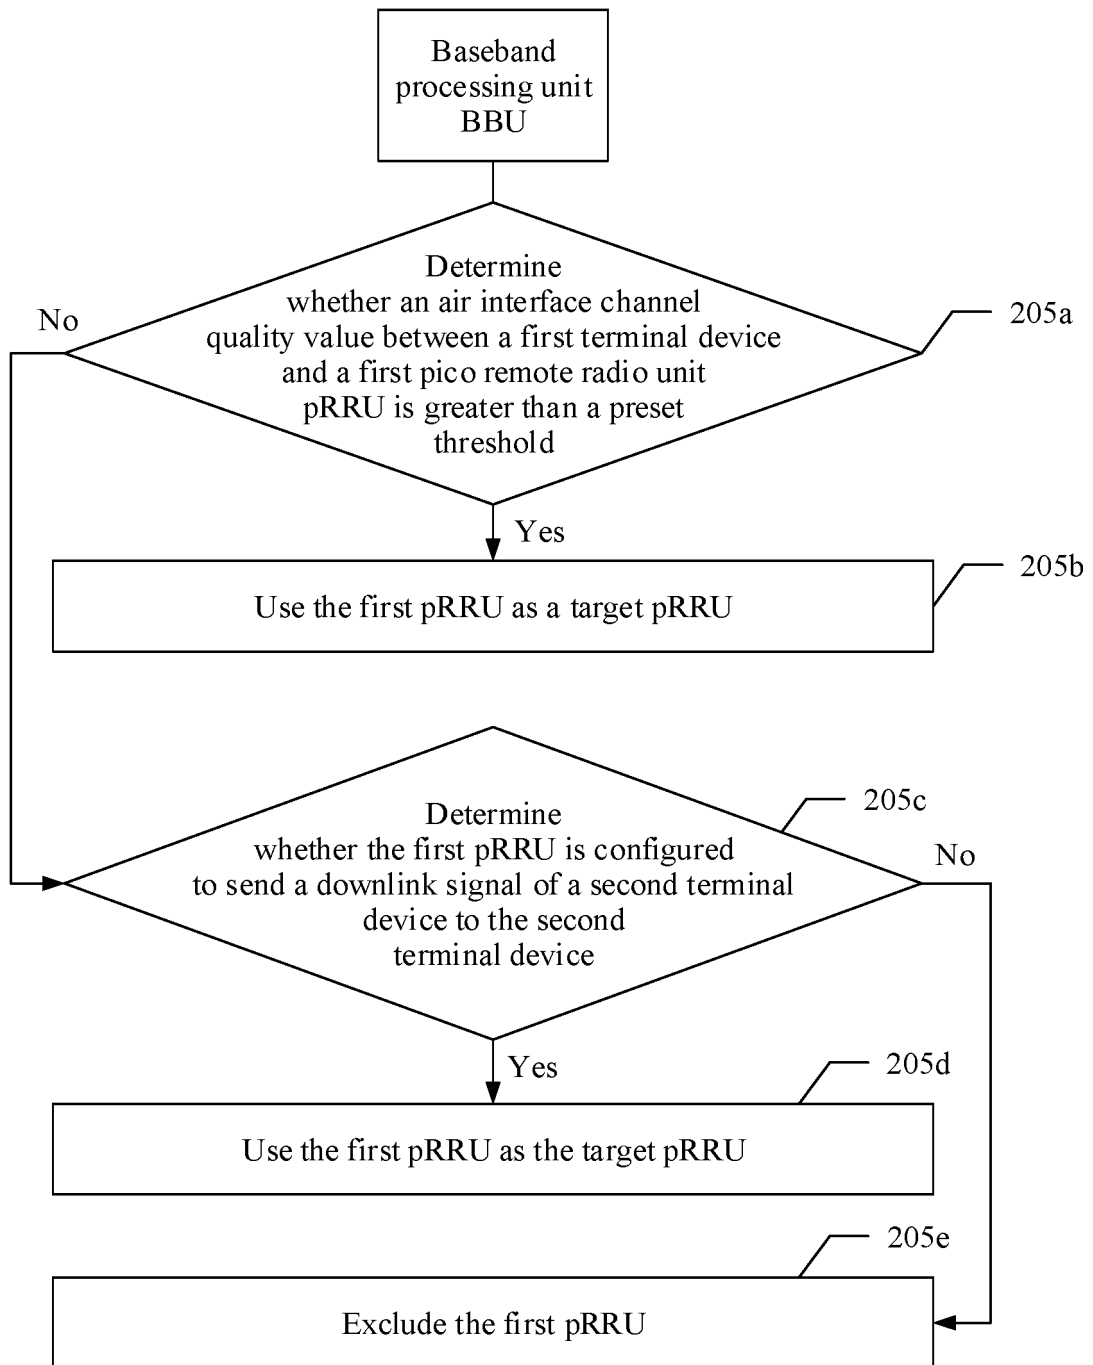 Baseband
processing unit
BBU
Determine
whether an air interface channel
quality value between a first terminal device
and a first pico remote radio unit
pRRU is greater than a preset
threshold
No
205a
Yes
205b
Use the first pRRU as a target pRRU
205c
Determine
whether the first pRRU is configured
to send a downlink signal of a second terminal
device to the second
terminal device
No
Yes
205d
Use the first pRRU as the target pRRU
205e
Exclude the first pRRU